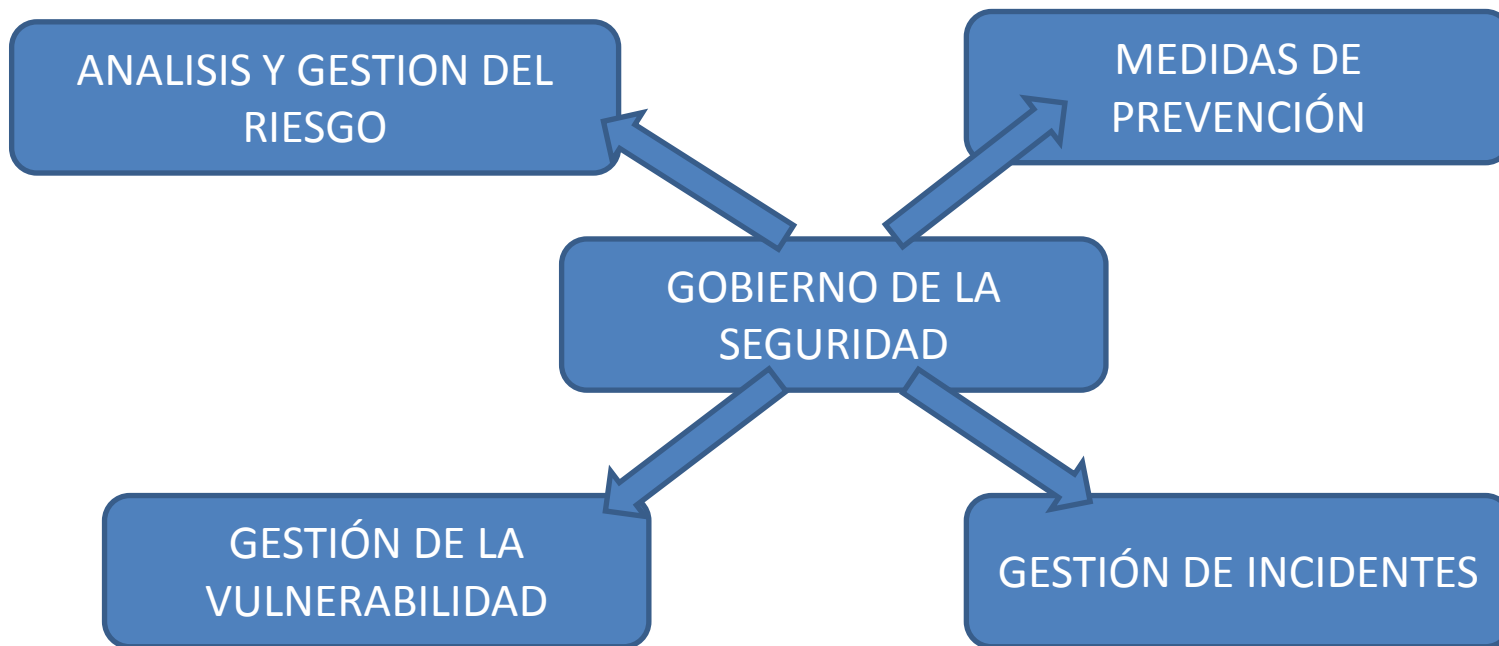 ANALISIS Y GESTION DEL
RIESGO
MEDIDAS DE
PREVENCIÓN
GOBIERNO DE LA
SEGURIDAD
GESTIÓN DE LA
VULNERABILIDAD
GESTIÓN DE INCIDENTES